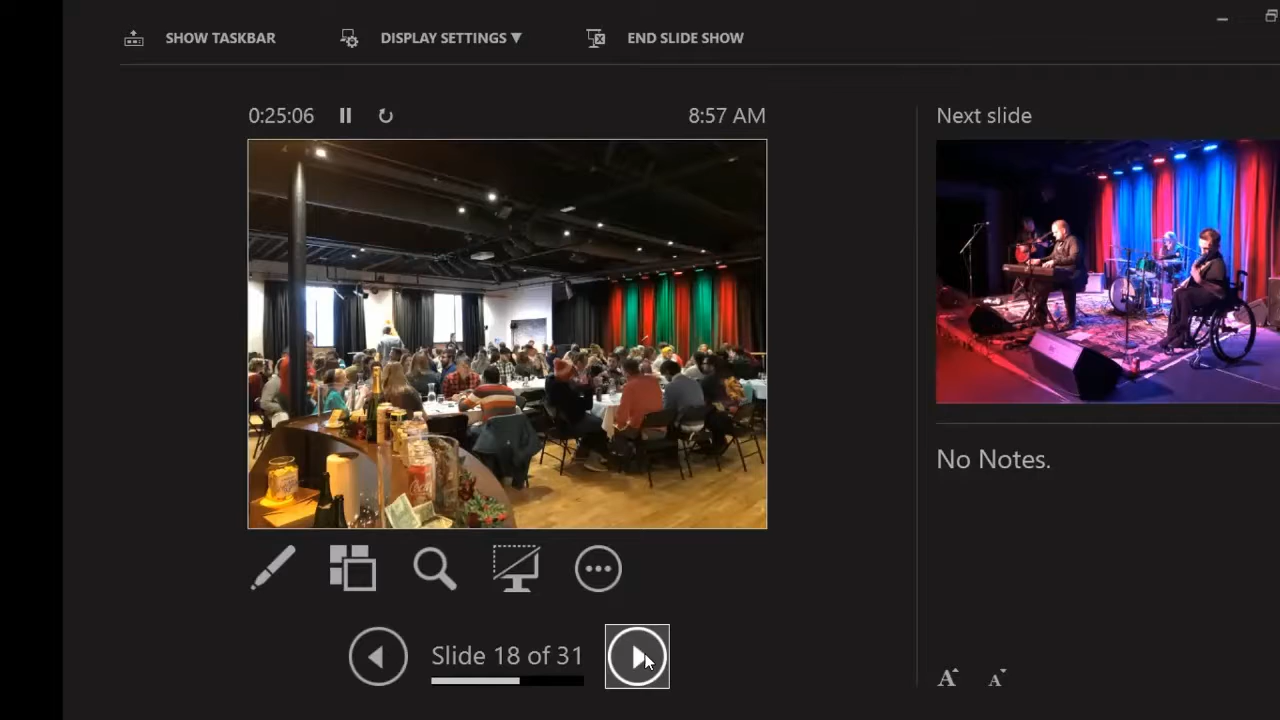 SHOW TASKBAR
DISPLAY SETTINGS ▼
END SLIDE SHOW
0:25:06
8:57 AM
Next slide
No Notes.
Slide 18 of 31
A
A